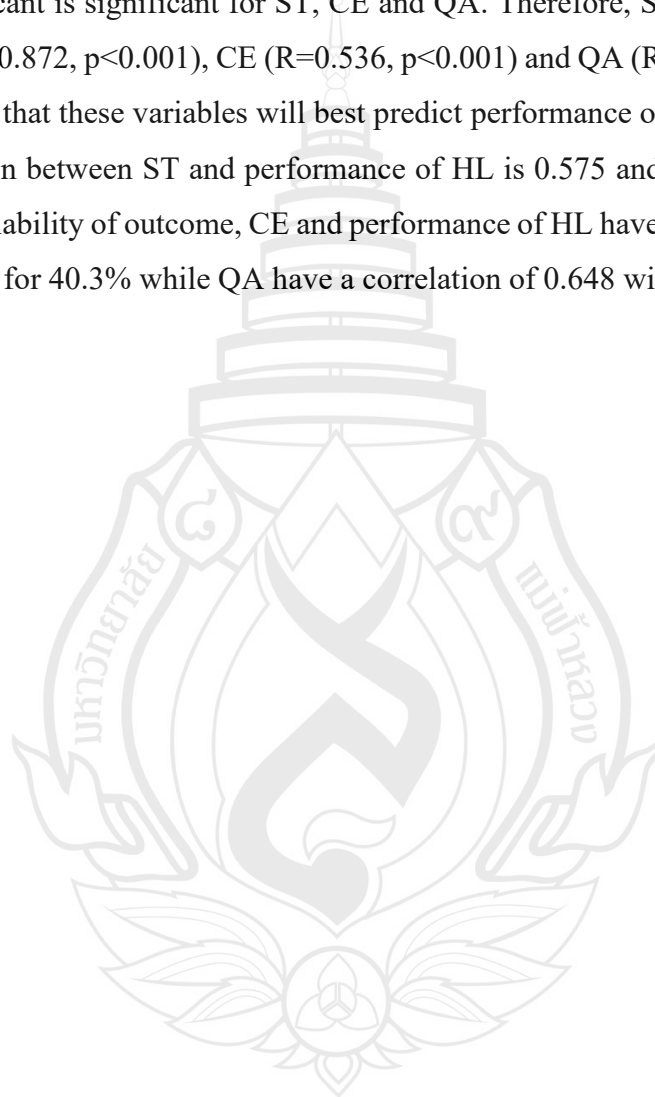 cant is significant for ST, CE and QA. Therefore, S
0.872, p<0.001), CE (R=0.536, p<0.001) and QA (R
that these variables will best predict performance o
n between ST and performance of HL is 0.575 and
iability of outcome, CE and performance of HL have
for 40.3% while QA have a correlation of 0.648 wi
๘ ๙
มหาวิทยาลัย
แม่ฟ้าหลวง